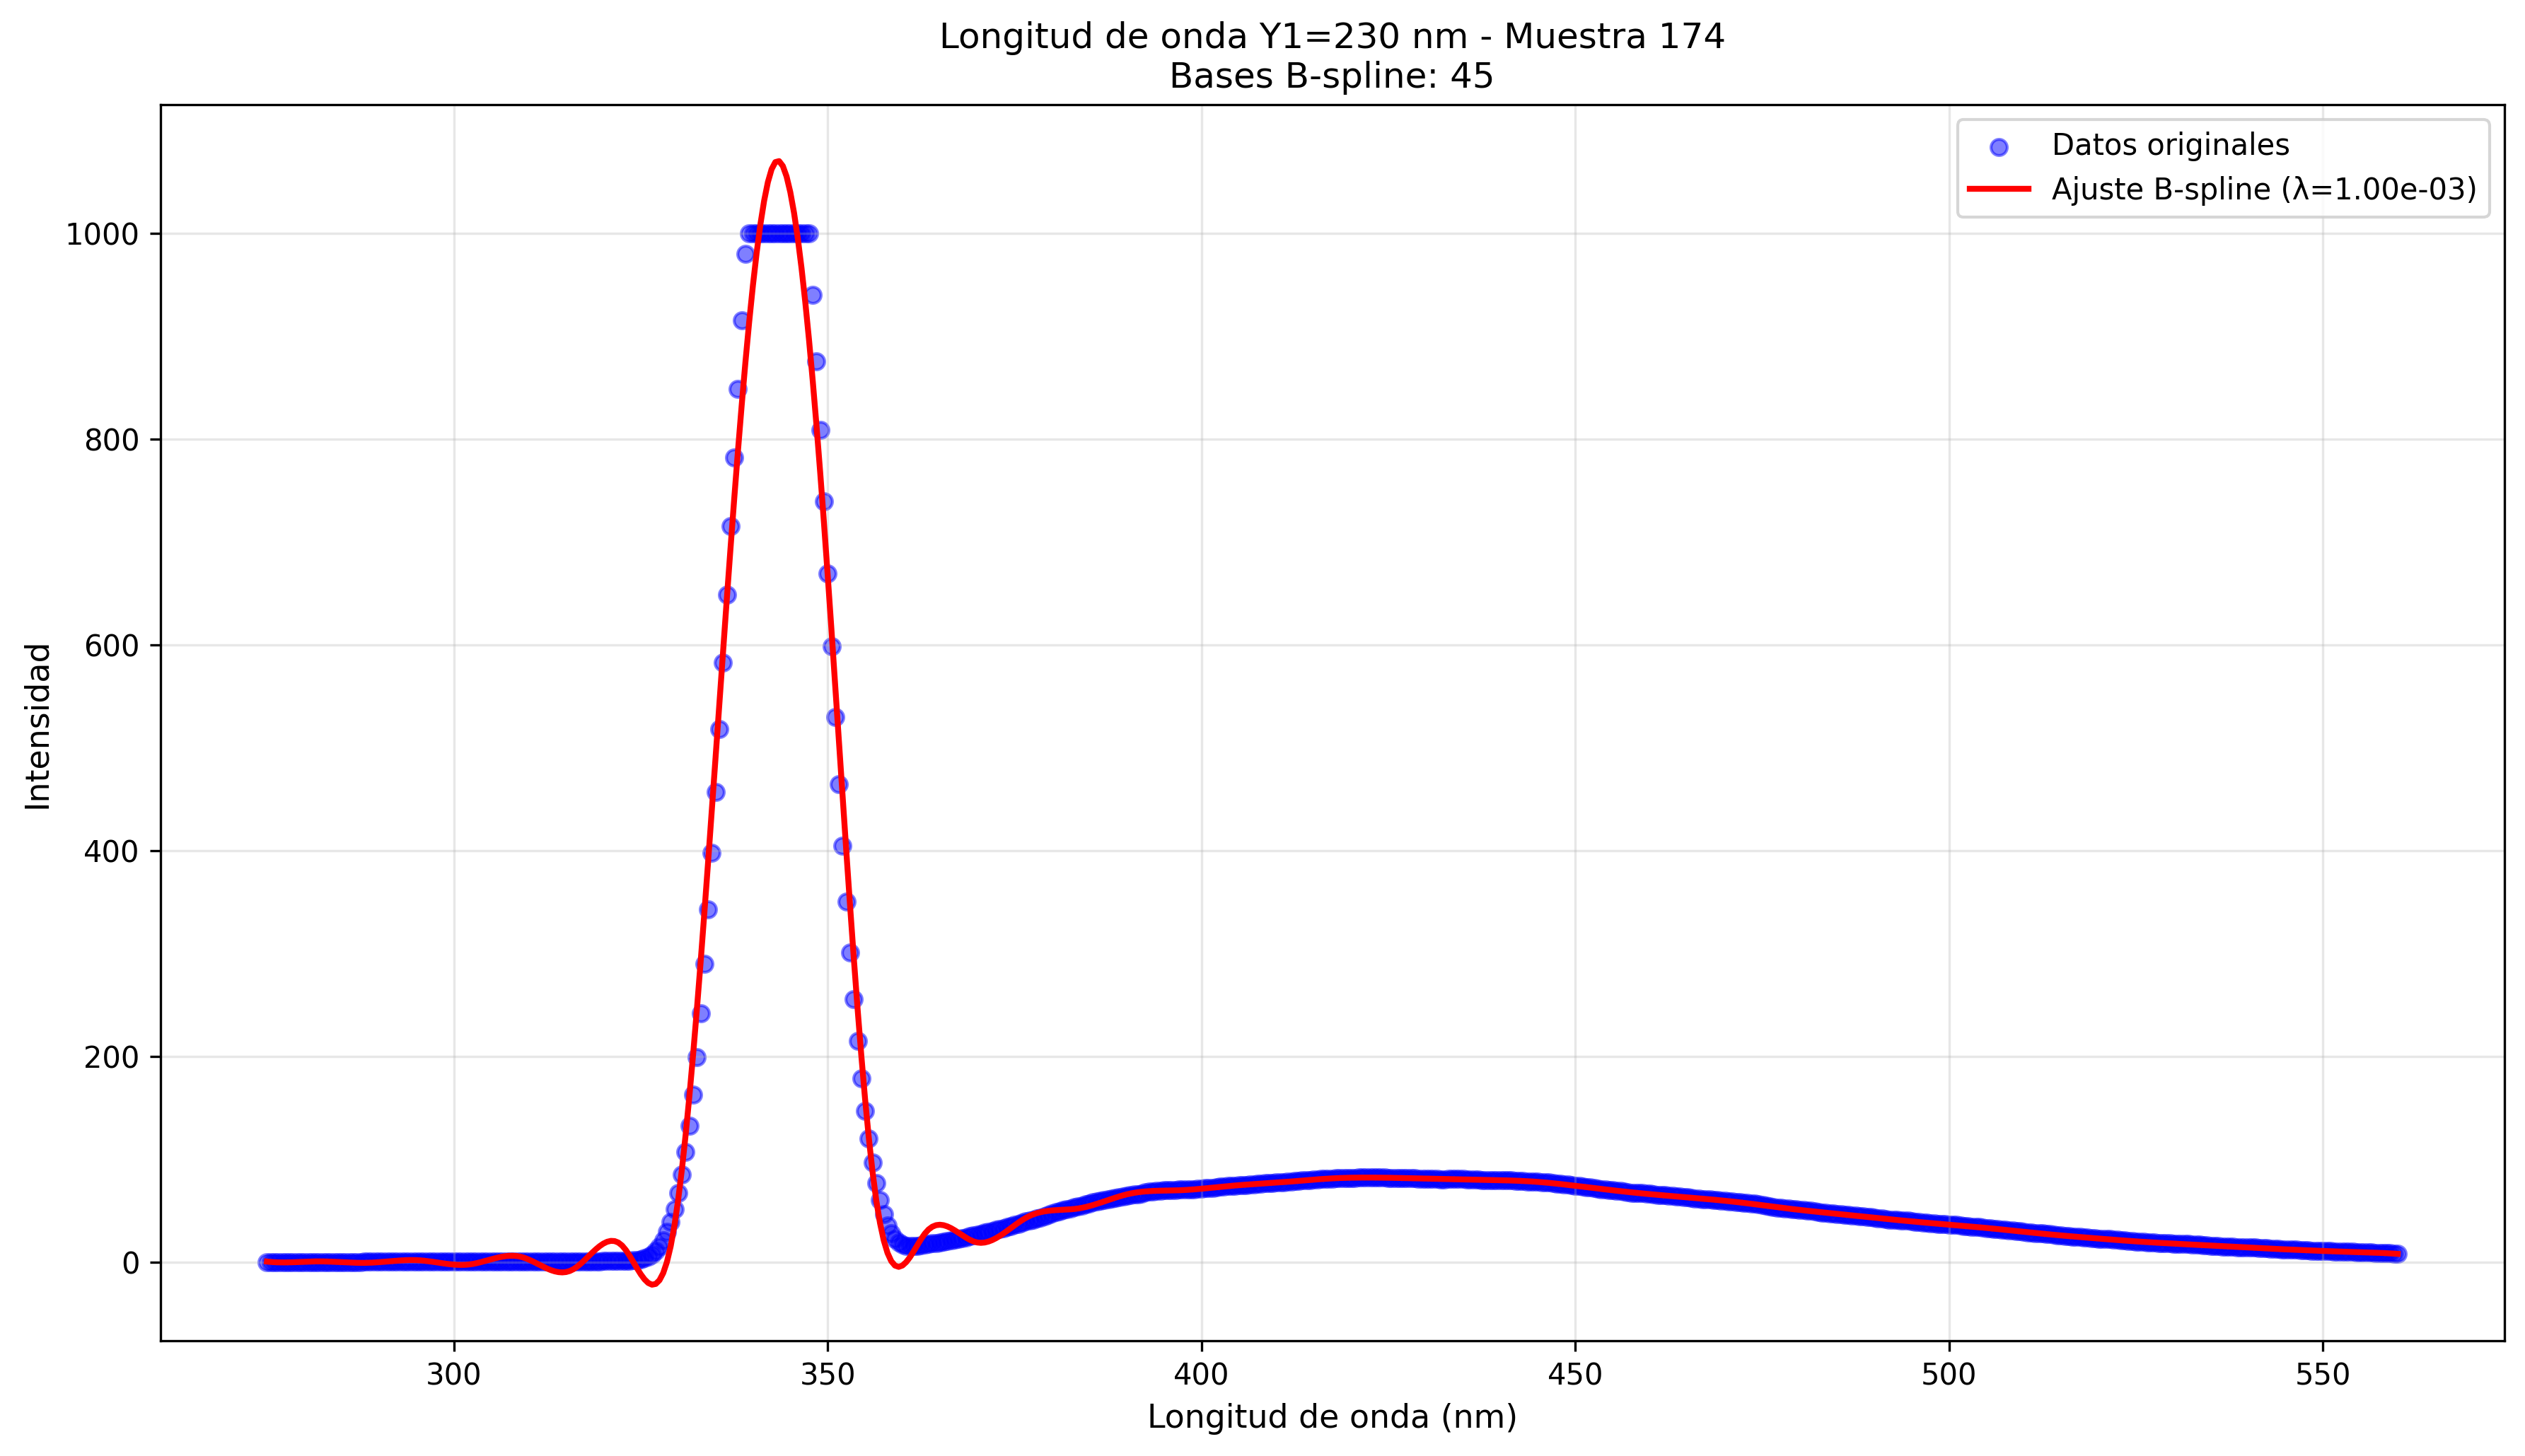 Longitud de onda Y1=230 nm - Muestra 174
Bases B-spline: 45
Datos originales
Ajuste B-spline (λ=1.00e-03)
Intensidad
1000
800
600
400
200
0
300 350 400 450 500 550
Longitud de onda (nm)